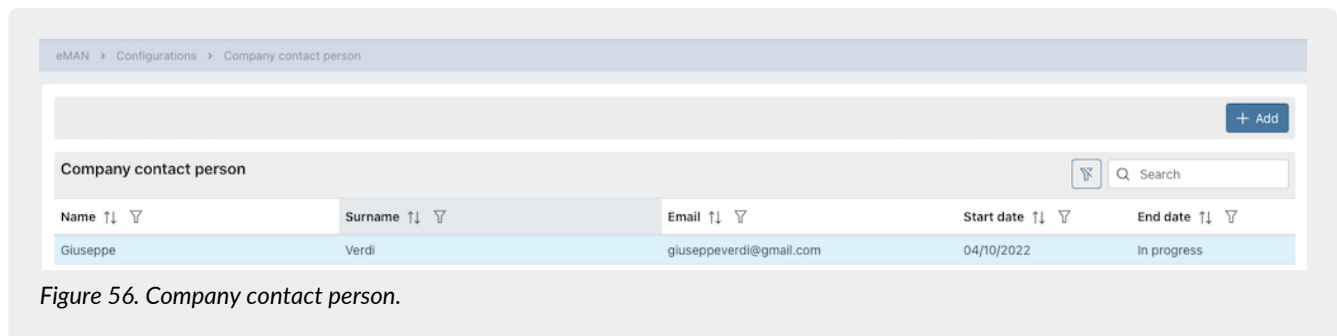 eMAN > Configurations > Company contact person
+ Add
Company contact person
Search
Name Surname Email Start date End date
Giuseppe Verdi giuseppeverdi@gmail.com 04/10/2022 In progress
Figure 56. Company contact person.